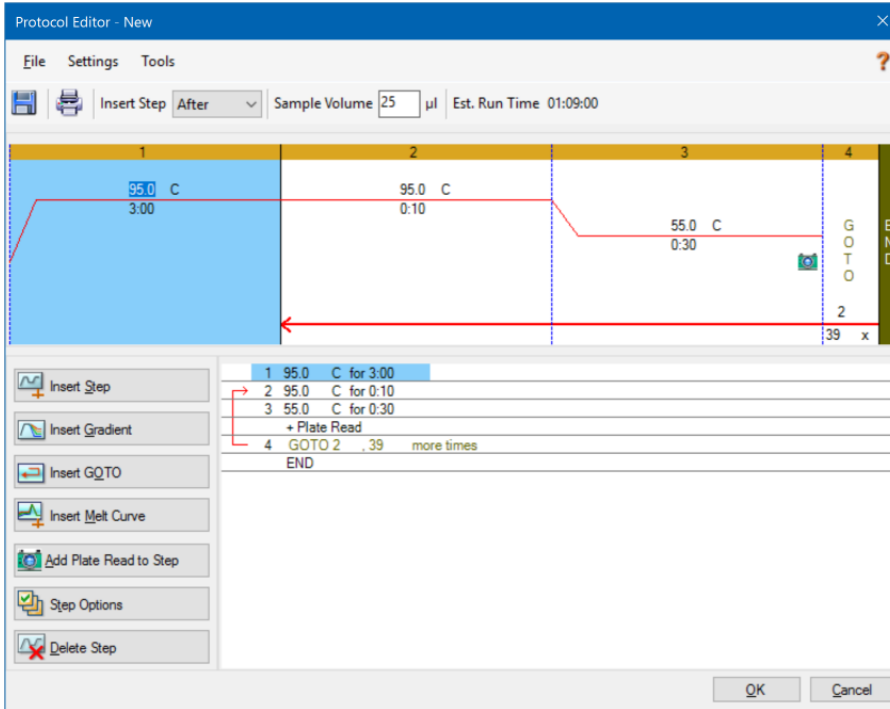 Protocol Editor - New
File Settings Tools ?
Insert Step After Sample Volume 25 µl Est. Run Time 01:09:00
1 2 3 4
95.0 C 95.0 C
3:00 0:10
55.0 C
0:30
G
O
T
O
E
N
D
2
39 x
Insert Step
Insert Gradient
Insert GOTO
Insert Melt Curve
Add Plate Read to Step
Step Options
Delete Step
1 95.0 C for 3:00
2 95.0 C for 0:10
3 55.0 C for 0:30
+ Plate Read
4 GOTO 2 , 39 more times
END
OK Cancel